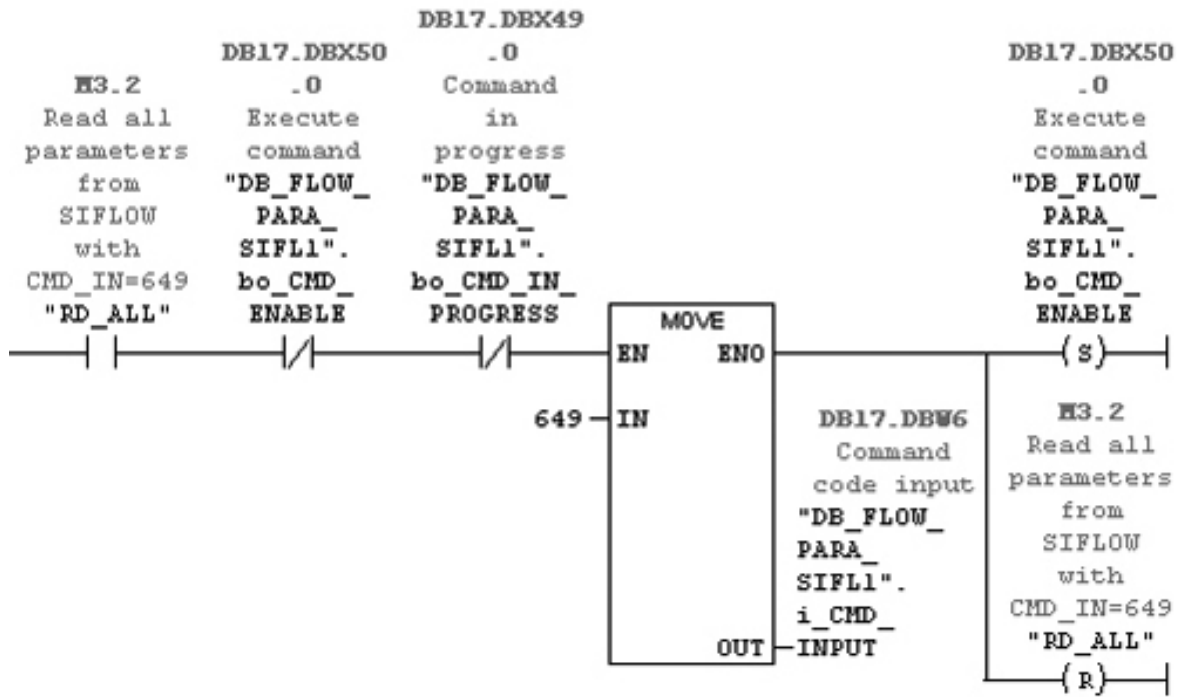 M3.2
Read all
parameters
from
SIFLOW
with
CMD_IN=649
"RD_ALL"
DB17.DBX50
.0
Execute
command
"DB_FLOW_
PARA_
SIFL1".
bo_CMD_
ENABLE
DB17.DBX49
.0
Command
in
progress
"DB_FLOW_
PARA_
SIFL1".
bo_CMD_IN_
PROGRESS
MOVE
EN ENO
649 IN
OUT
DB17.DBW6
Command
code input
"DB_FLOW_
PARA_
SIFL1".
i_CMD_
INPUT
DB17.DBX50
.0
Execute
command
"DB_FLOW_
PARA_
SIFL1".
bo_CMD_
ENABLE
S
M3.2
Read all
parameters
from
SIFLOW
with
CMD_IN=649
"RD_ALL"
R